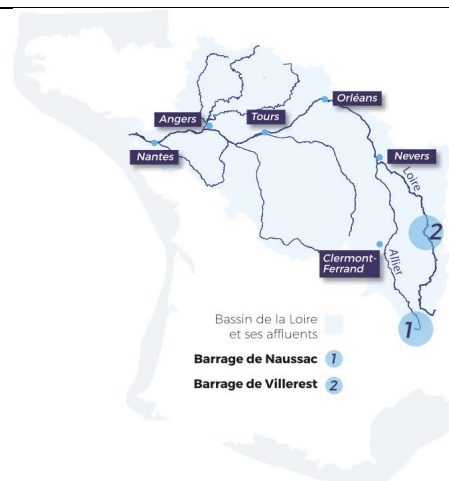 Orléans
Angers
Tours
Nantes
Nevers
Loire
2
Clermont-
Ferrand
Allier
1
Bassin de la Loire
et ses affluents
Barrage de Naussac 1
Barrage de Villerest 2